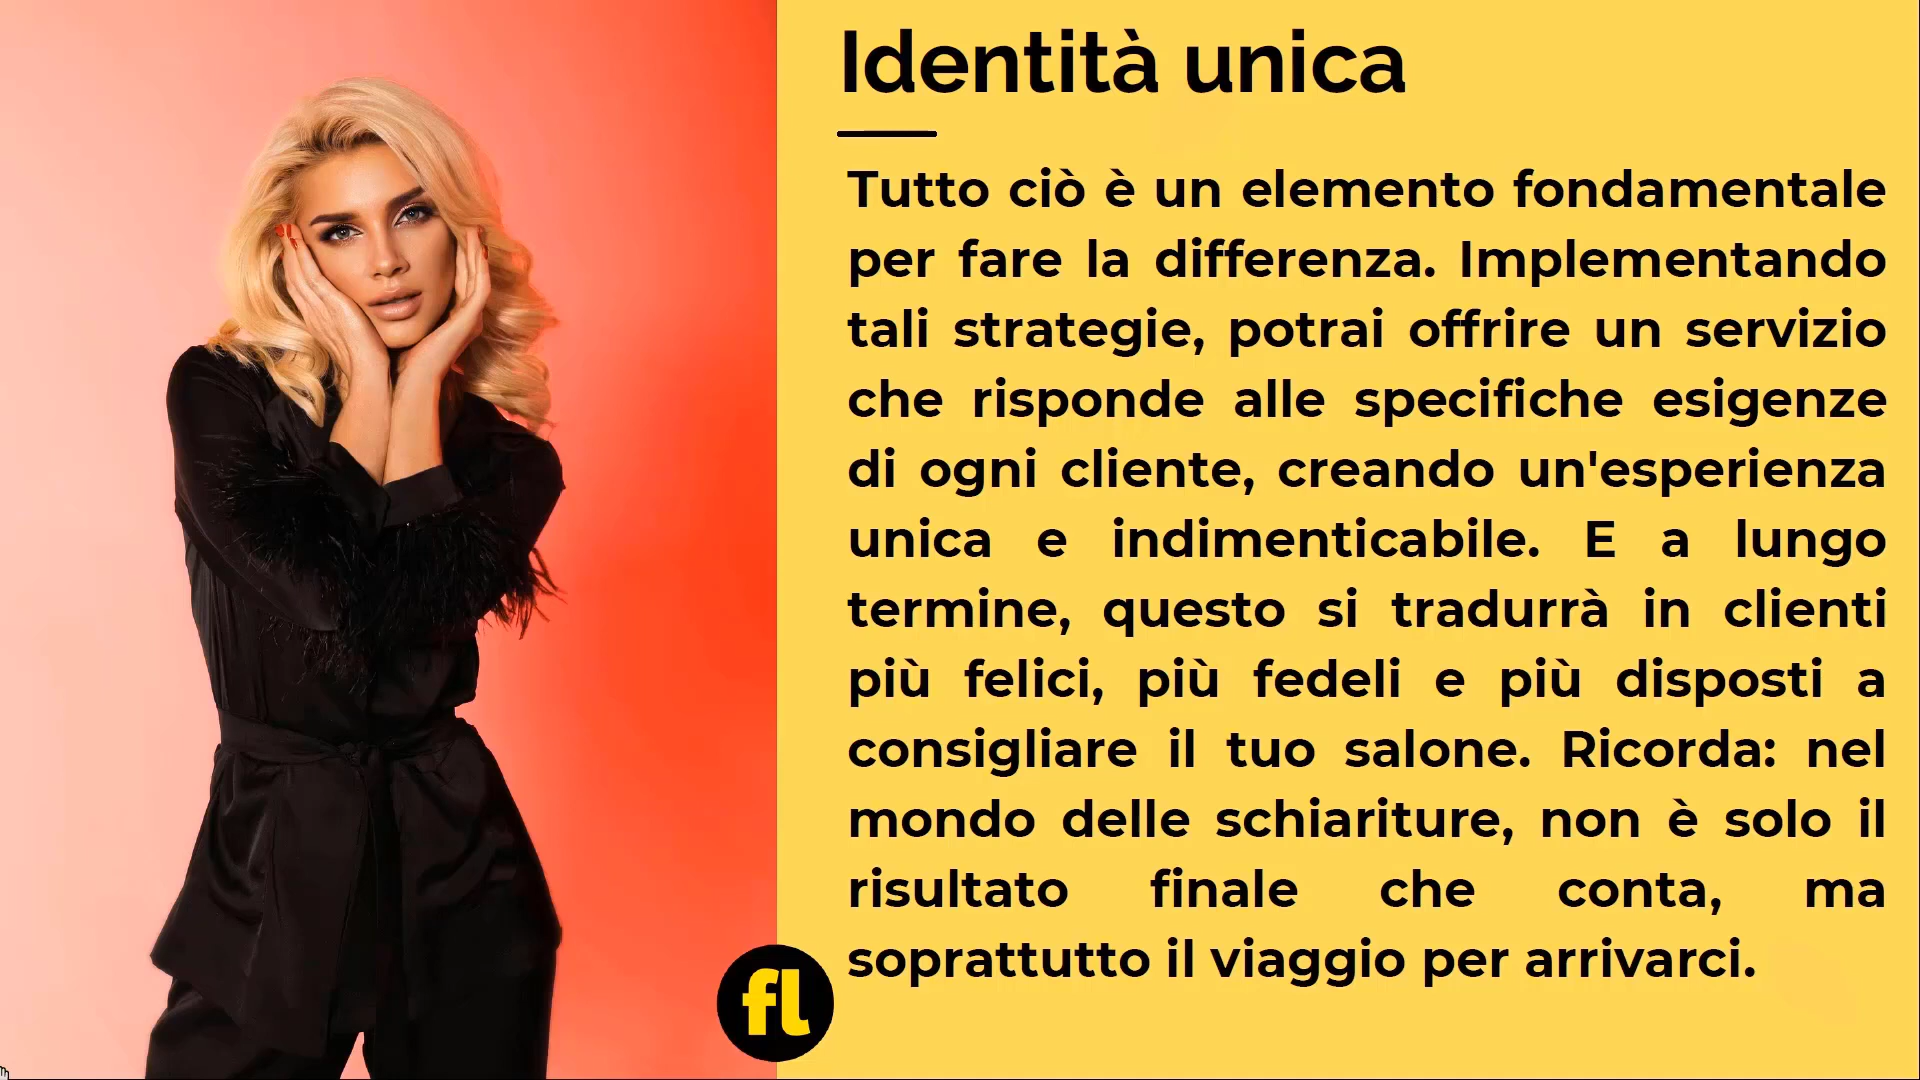 Identità unica
Tutto ciò è un elemento fondamentale
per fare la differenza. Implementando
tali strategie, potrai offrire un servizio
che risponde alle specifiche esigenze
di ogni cliente, creando un'esperienza
unica e indimenticabile. E a lungo
termine, questo si tradurrà in clienti
più felici, più fedeli e più disposti a
consigliare il tuo salone. Ricorda: nel
mondo delle schiariture, non è solo il
risultato finale che conta, ma
soprattutto il viaggio per arrivarci.
fl